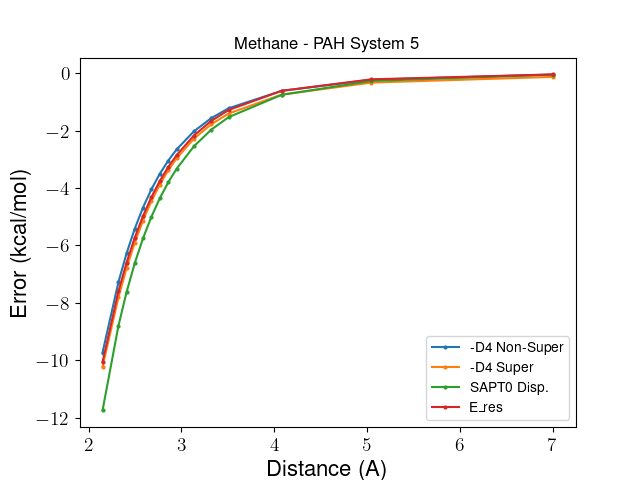 Methane - PAH System 5
Error (kcal/mol)
0
−2
−4
−6
−8
−10
−12
2
3
4
5
6
7
Distance (A)
-D4 Non-Super
-D4 Super
SAPT0 Disp.
E_res